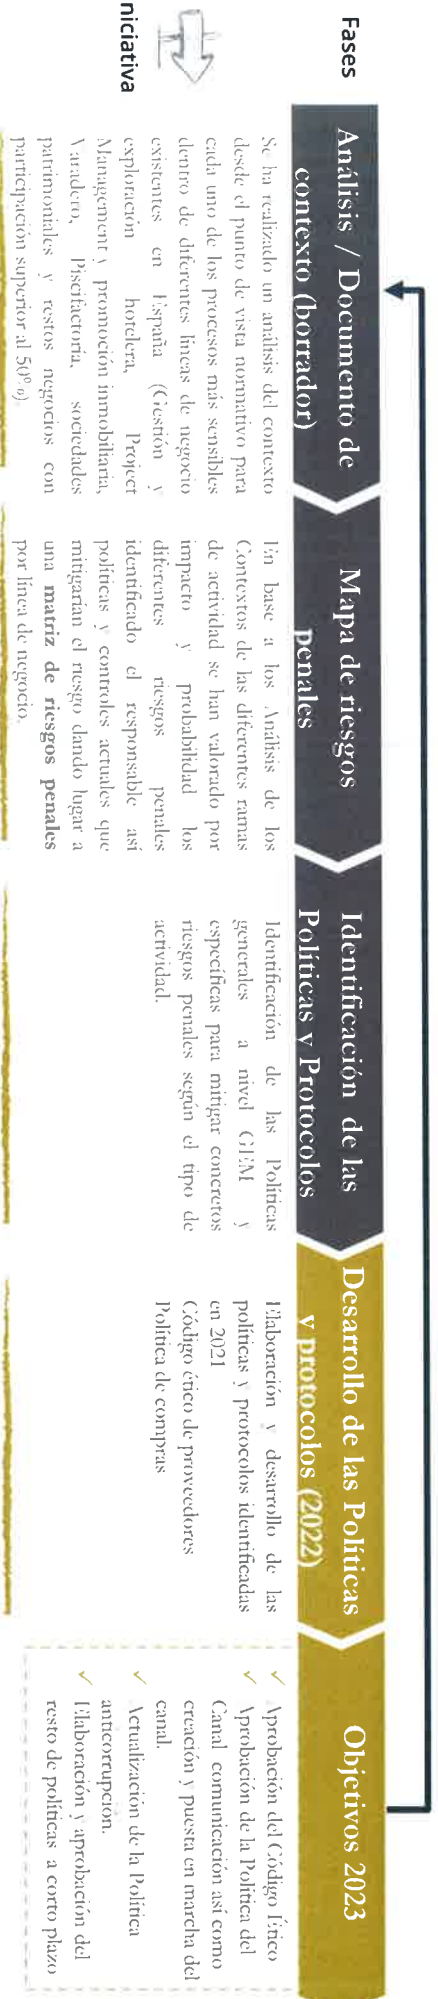 Fases
Análisis / Documento de
contexto (borrador)
Mapa de riesgos
penales
Identificación de las
Políticas y Protocolos
Desarrollo de las Políticas
y protocolos (2022)
Objetivos 2023
niciativa
Se ha realizado un análisis del contexto
desde el punto de vista normativo para
cada uno de los procesos más sensibles
dentro de diferentes líneas de negocio
existentes en España (Gestión y
exploración hotelera, Project
Management y promoción inmobiliaria,
Varadero, Piscifactoría, sociedades
patrimoniales y restos negocios con
participación superior al 50%).
En base a los Análisis de los
Contextos de las diferentes ramas
de actividad se han valorado por
impacto y probabilidad los
diferentes riesgos penales
identificado el responsable así
políticas y controles actuales que
mitigarían el riesgo dando lugar a
una matriz de riesgos penales
por línea de negocio.
Identificación de las Políticas
generales a nivel GEM y
específicas para mitigar concretos
riesgos penales según el tipo de
actividad.
Elaboración y desarrollo de las
políticas y protocolos identificadas
en 2021
Código ético de proveedores
Política de compras
✓ Aprobación del Código Ético
✓ Aprobación de la Política del
Canal comunicación así como
creación y puesta en marcha del
canal.
✓ Actualización de la Política
anticorrupción.
✓ Elaboración y aprobación del
resto de políticas a corto plazo